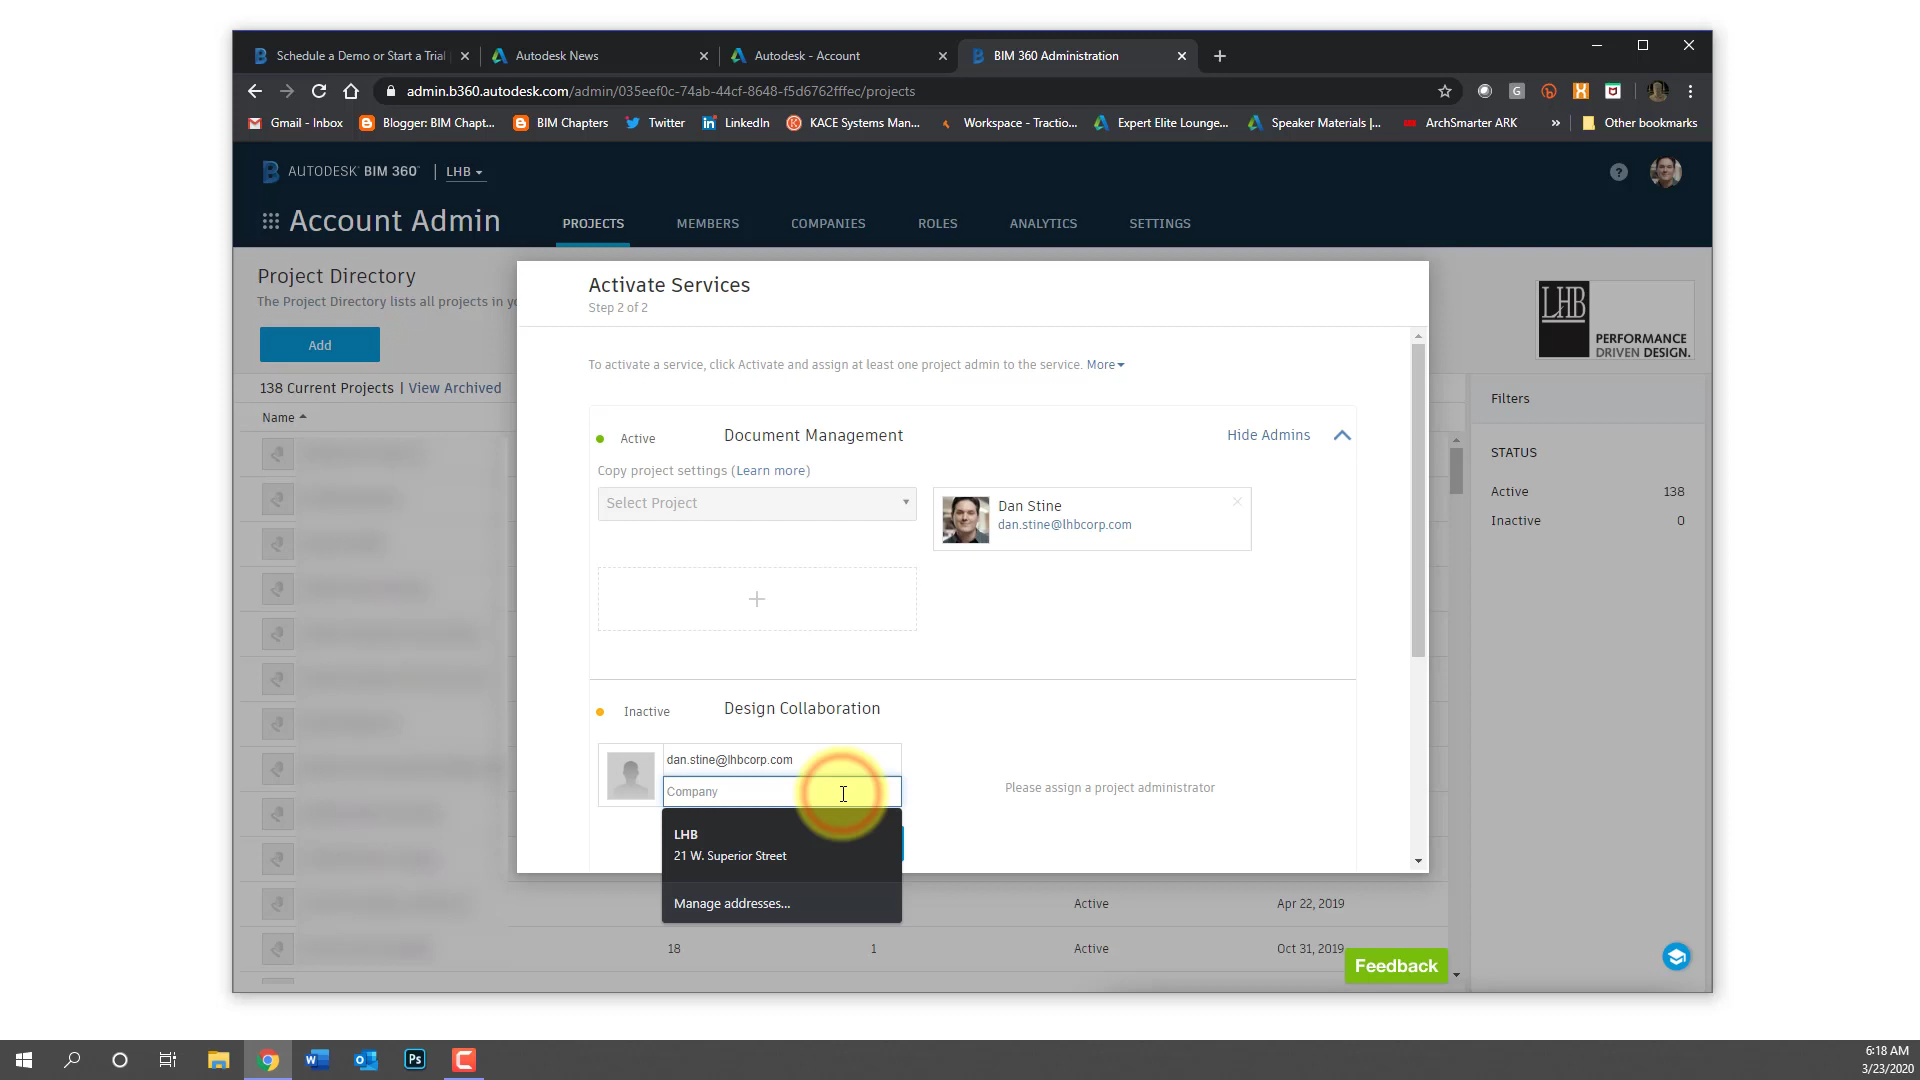 Schedule a Demo or Start a Trial
Autodesk News
Autodesk - Account
BIM 360 Administration
admin.b360.autodesk.com/admin/035eef0c-74ab-44cf-8648-f5d6762fffec/projects
Gmail - Inbox
Blogger: BIM Chapt...
BIM Chapters
Twitter
LinkedIn
KACE Systems Man...
Workspace - Tractio...
Expert Elite Lounge...
Speaker Materials |...
ArchSmarter ARK
»
Other bookmarks
AUTODESK® BIM 360™ | LHB
Account Admin
PROJECTS
MEMBERS
COMPANIES
ROLES
ANALYTICS
SETTINGS
Project Directory
The Project Directory lists all projects in
Add
138 Current Projects | View Archived
Name
Activate Services
Step 2 of 2
To activate a service, click Activate and assign at least one project admin to the service. More
Active
Document Management
Hide Admins
Copy project settings (Learn more)
Select Project
Dan Stine
dan.stine@lhbcorp.com
+
Inactive
Design Collaboration
dan.stine@lhbcorp.com
Company
LHB
21 W. Superior Street
Manage addresses...
Please assign a project administrator
LHB
PERFORMANCE
DRIVEN DESIGN.
Filters
STATUS
Active 138
Inactive 0
Active Apr 22, 2019
18 1 Active Oct 31, 2019
Feedback
6:18 AM
3/23/2020